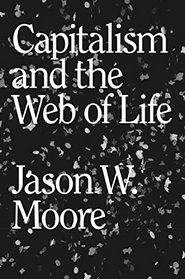 Capitalism
and the
Web of Life
Jason W.
Moore